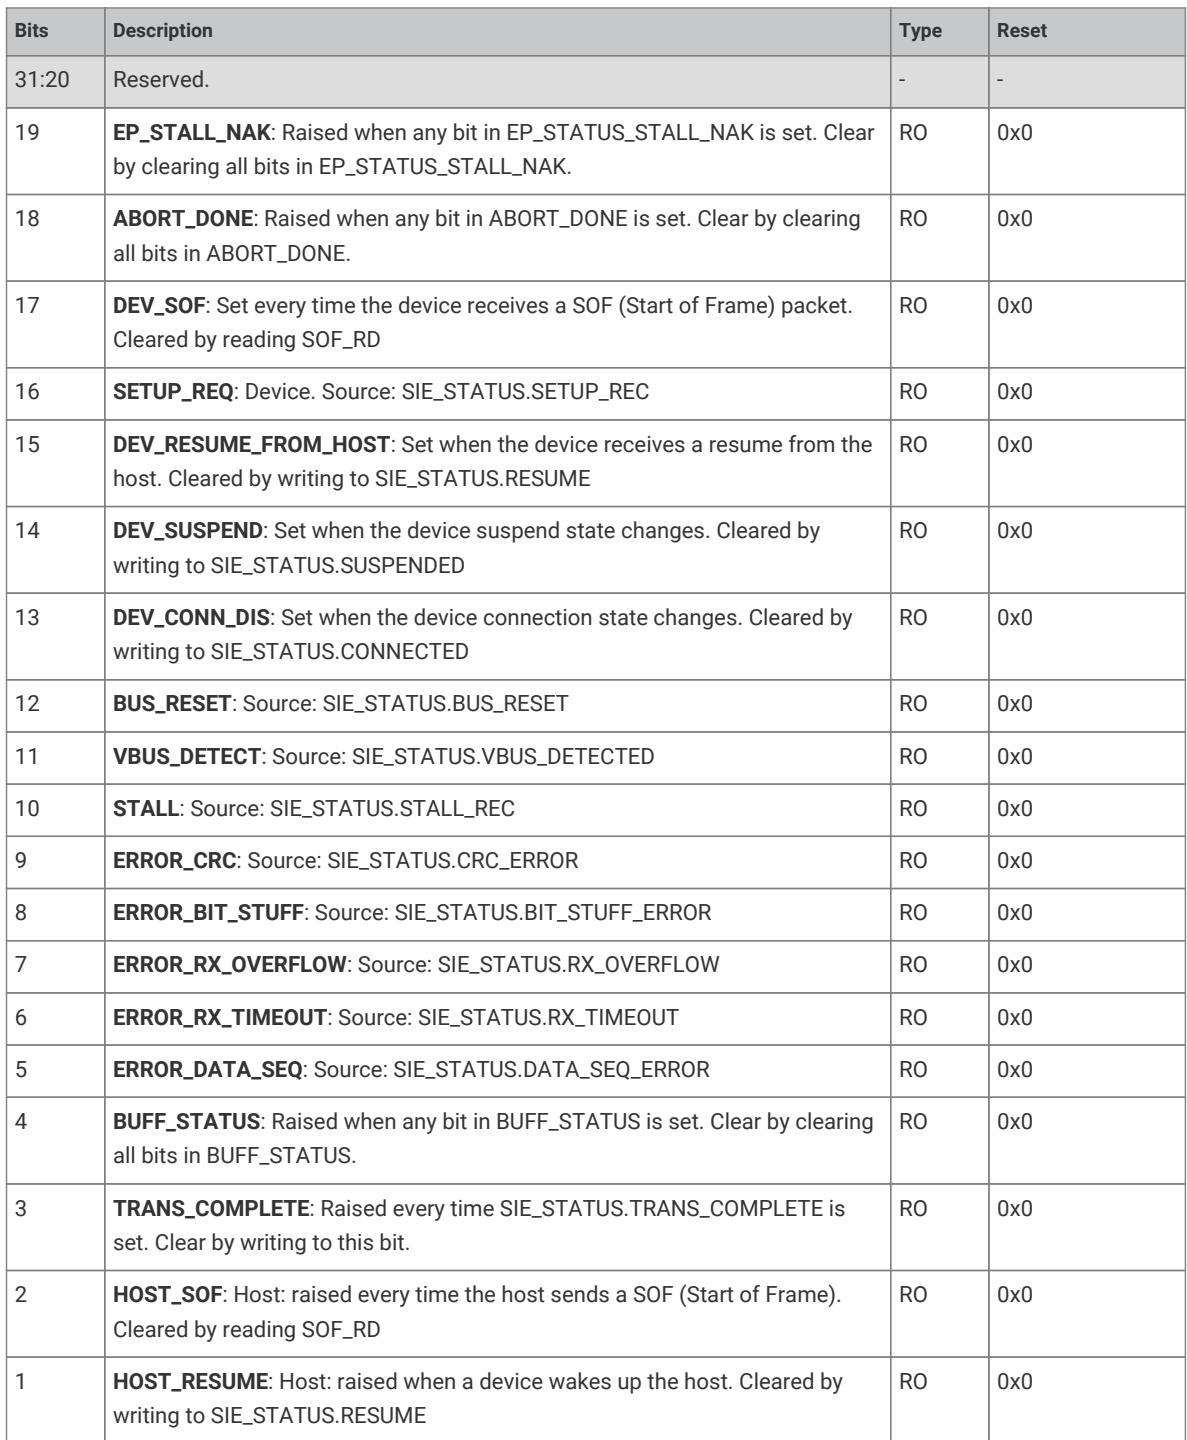 Bits Description Type Reset
31:20 Reserved. - -
19 EP_STALL_NAK: Raised when any bit in EP_STATUS_STALL_NAK is set. Clear RO 0x0
by clearing all bits in EP_STATUS_STALL_NAK.
18 ABORT_DONE: Raised when any bit in ABORT_DONE is set. Clear by clearing RO 0x0
all bits in ABORT_DONE.
17 DEV_SOF: Set every time the device receives a SOF (Start of Frame) packet. RO 0x0
Cleared by reading SOF_RD
16 SETUP_REQ: Device. Source: SIE_STATUS.SETUP_REC RO 0x0
15 DEV_RESUME_FROM_HOST: Set when the device receives a resume from the RO 0x0
host. Cleared by writing to SIE_STATUS.RESUME
14 DEV_SUSPEND: Set when the device suspend state changes. Cleared by RO 0x0
writing to SIE_STATUS.SUSPENDED
13 DEV_CONN_DIS: Set when the device connection state changes. Cleared by RO 0x0
writing to SIE_STATUS.CONNECTED
12 BUS_RESET: Source: SIE_STATUS.BUS_RESET RO 0x0
11 VBUS_DETECT: Source: SIE_STATUS.VBUS_DETECTED RO 0x0
10 STALL: Source: SIE_STATUS.STALL_REC RO 0x0
9 ERROR_CRC: Source: SIE_STATUS.CRC_ERROR RO 0x0
8 ERROR_BIT_STUFF: Source: SIE_STATUS.BIT_STUFF_ERROR RO 0x0
7 ERROR_RX_OVERFLOW: Source: SIE_STATUS.RX_OVERFLOW RO 0x0
6 ERROR_RX_TIMEOUT: Source: SIE_STATUS.RX_TIMEOUT RO 0x0
5 ERROR_DATA_SEQ: Source: SIE_STATUS.DATA_SEQ_ERROR RO 0x0
4 BUFF_STATUS: Raised when any bit in BUFF_STATUS is set. Clear by clearing RO 0x0
all bits in BUFF_STATUS.
3 TRANS_COMPLETE: Raised every time SIE_STATUS.TRANS_COMPLETE is RO 0x0
set. Clear by writing to this bit.
2 HOST_SOF: Host: raised every time the host sends a SOF (Start of Frame). RO 0x0
Cleared by reading SOF_RD
1 HOST_RESUME: Host: raised when a device wakes up the host. Cleared by RO 0x0
writing to SIE_STATUS.RESUME